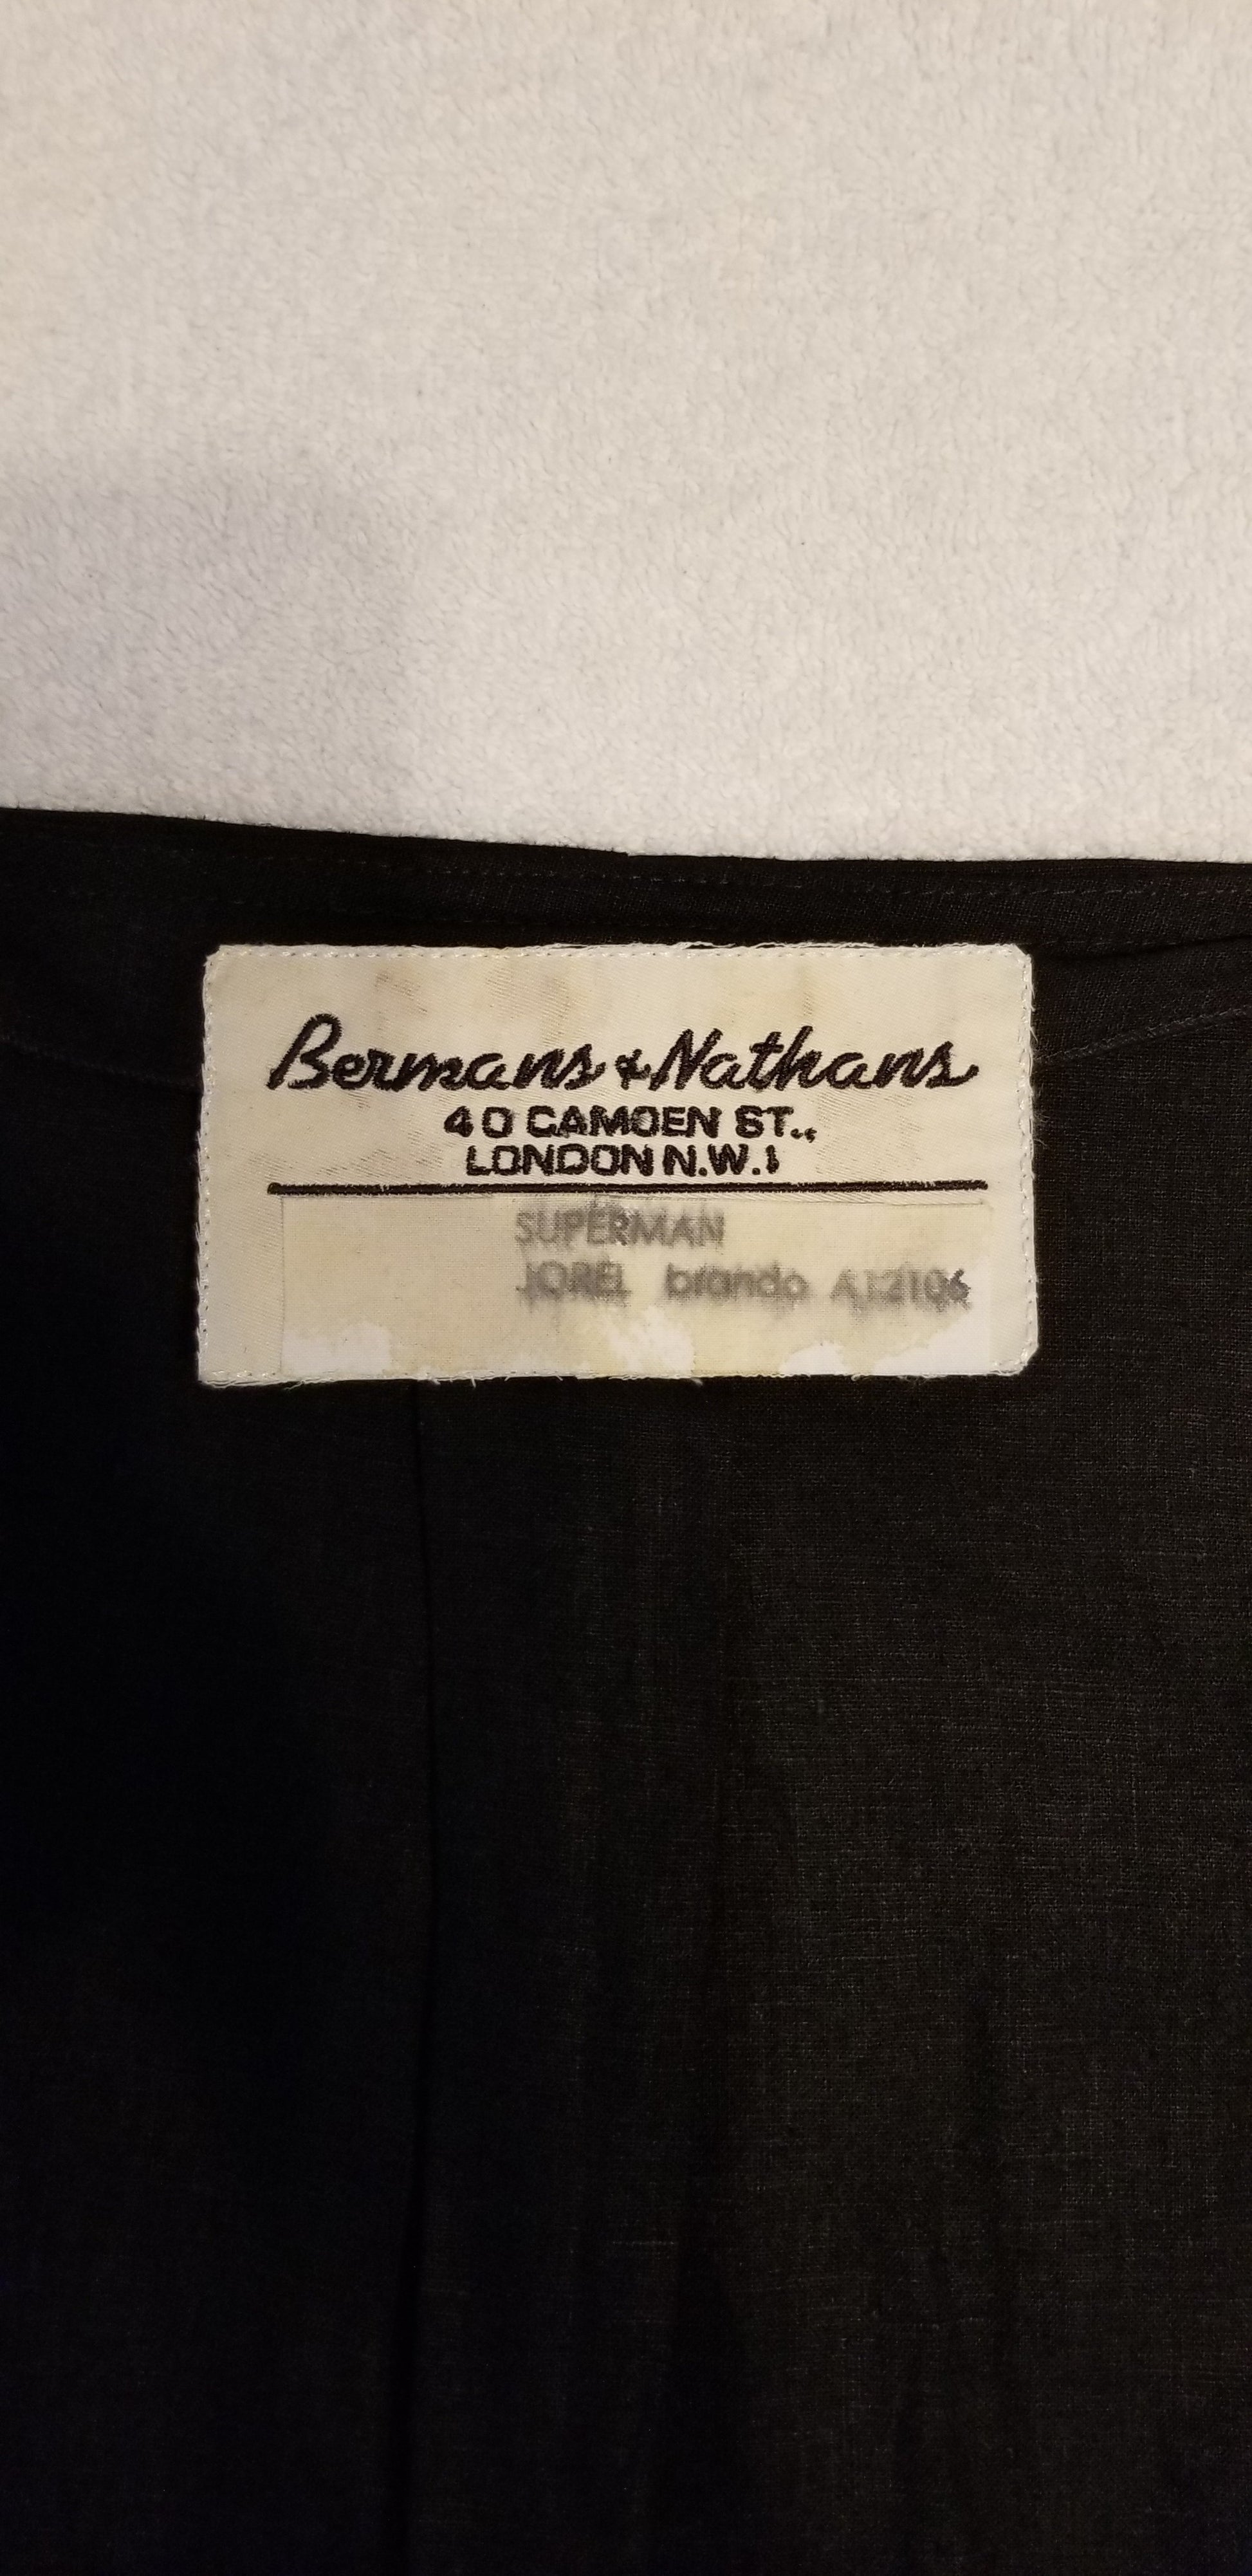 Bermans & Nathans
40 CAMDEN ST.,
LONDON N.W.1
SUPERMAN
JOREL brando A12106